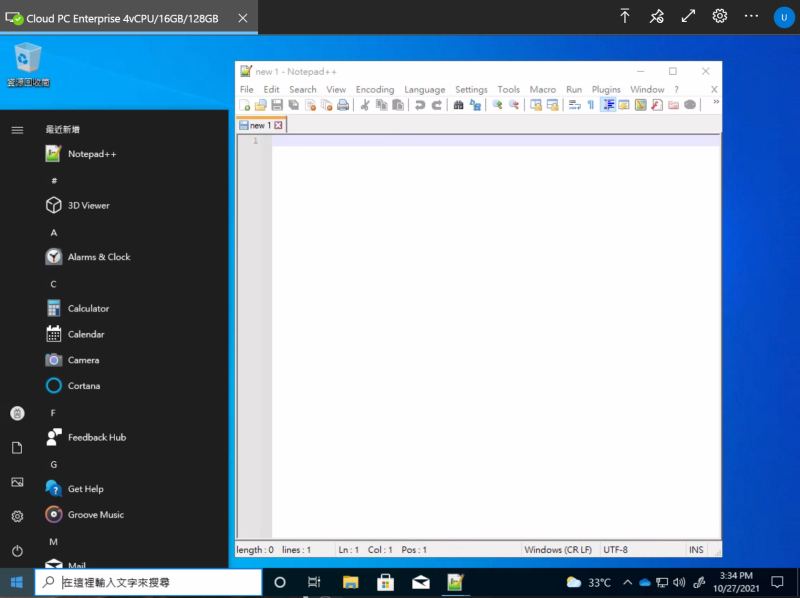 Cloud PC Enterprise 4vCPU/16GB/128GB
U
資源回收筒
new 1 - Notepad++
File Edit Search View Encoding Language Settings Tools Macro Run Plugins Window ? X
new 1
1
最近新增
Notepad++
#
3D Viewer
A
Alarms & Clock
C
Calculator
Calendar
Camera
Cortana
F
Feedback Hub
G
Get Help
Groove Music
M
Mail
length : 0 lines : 1 Ln : 1 Col : 1 Pos : 1 Windows (CR LF) UTF-8 INS
在這裡輸入文字來搜尋
33°C
3:34 PM
10/27/2021